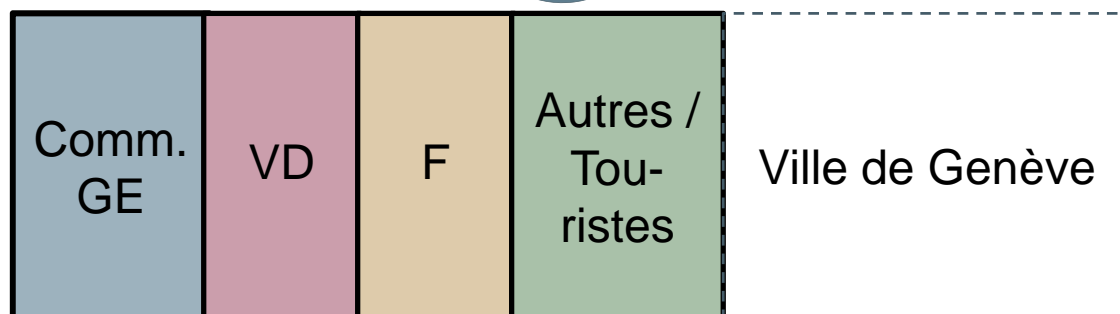 Comm.
GE
VD
F
Autres /
Tou-
ristes
Ville de Genève